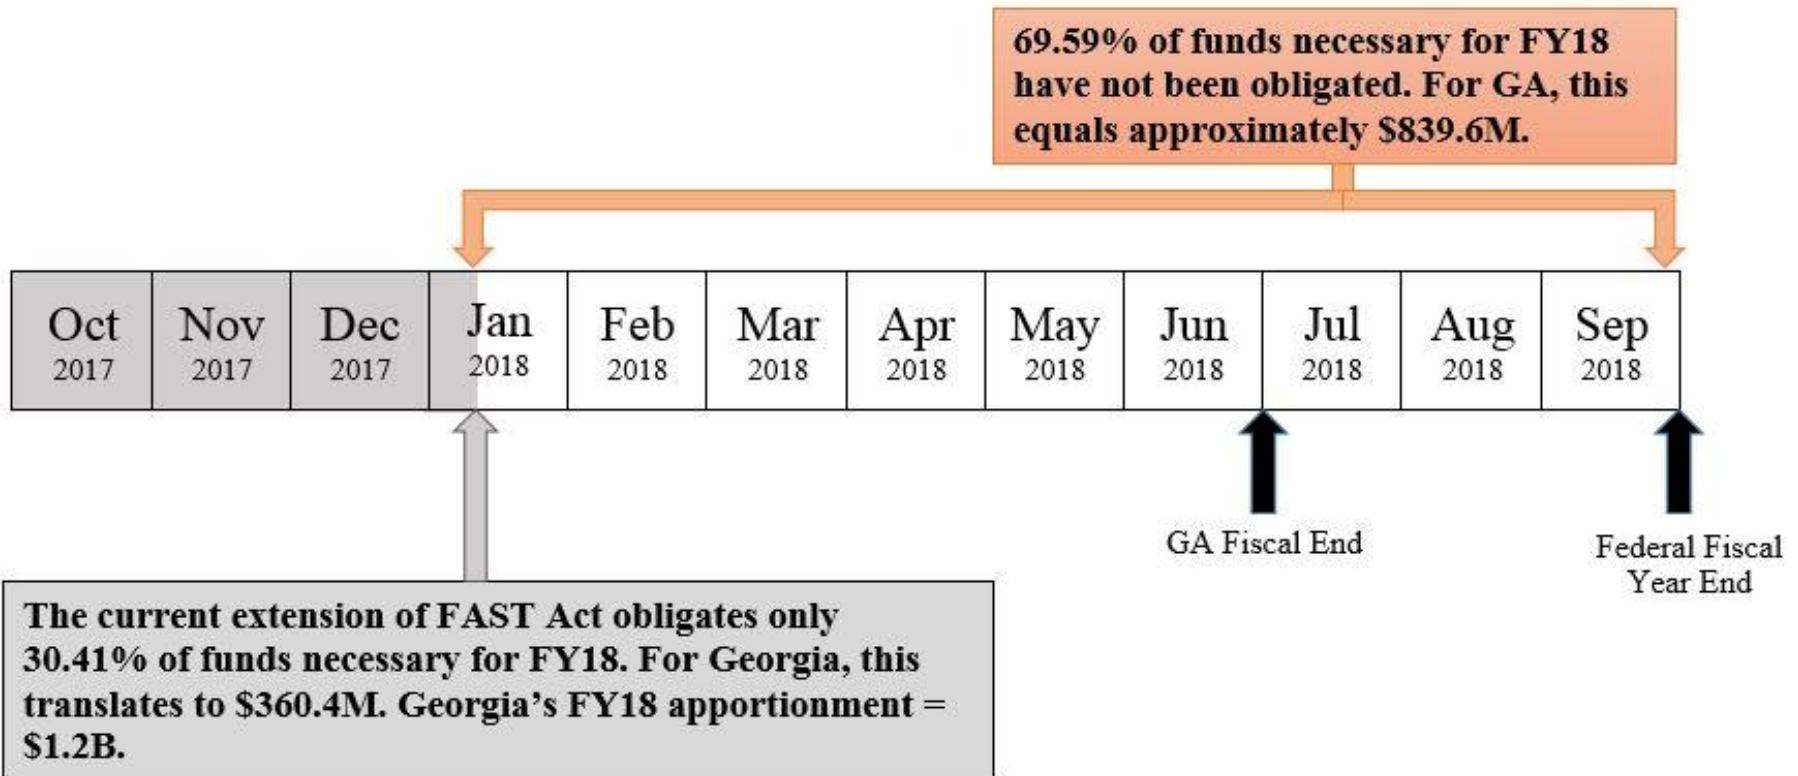 69.59% of funds necessary for FY18
have not been obligated. For GA, this
equals approximately $839.6M.
Oct Nov Dec Jan Feb Mar Apr May Jun Jul Aug Sep
2017 2017 2017 2018 2018 2018 2018 2018 2018 2018 2018 2018
GA Fiscal End
Federal Fiscal
Year End
The current extension of FAST Act obligates only
30.41% of funds necessary for FY18. For Georgia, this
translates to $360.4M. Georgia’s FY18 apportionment =
$1.2B.